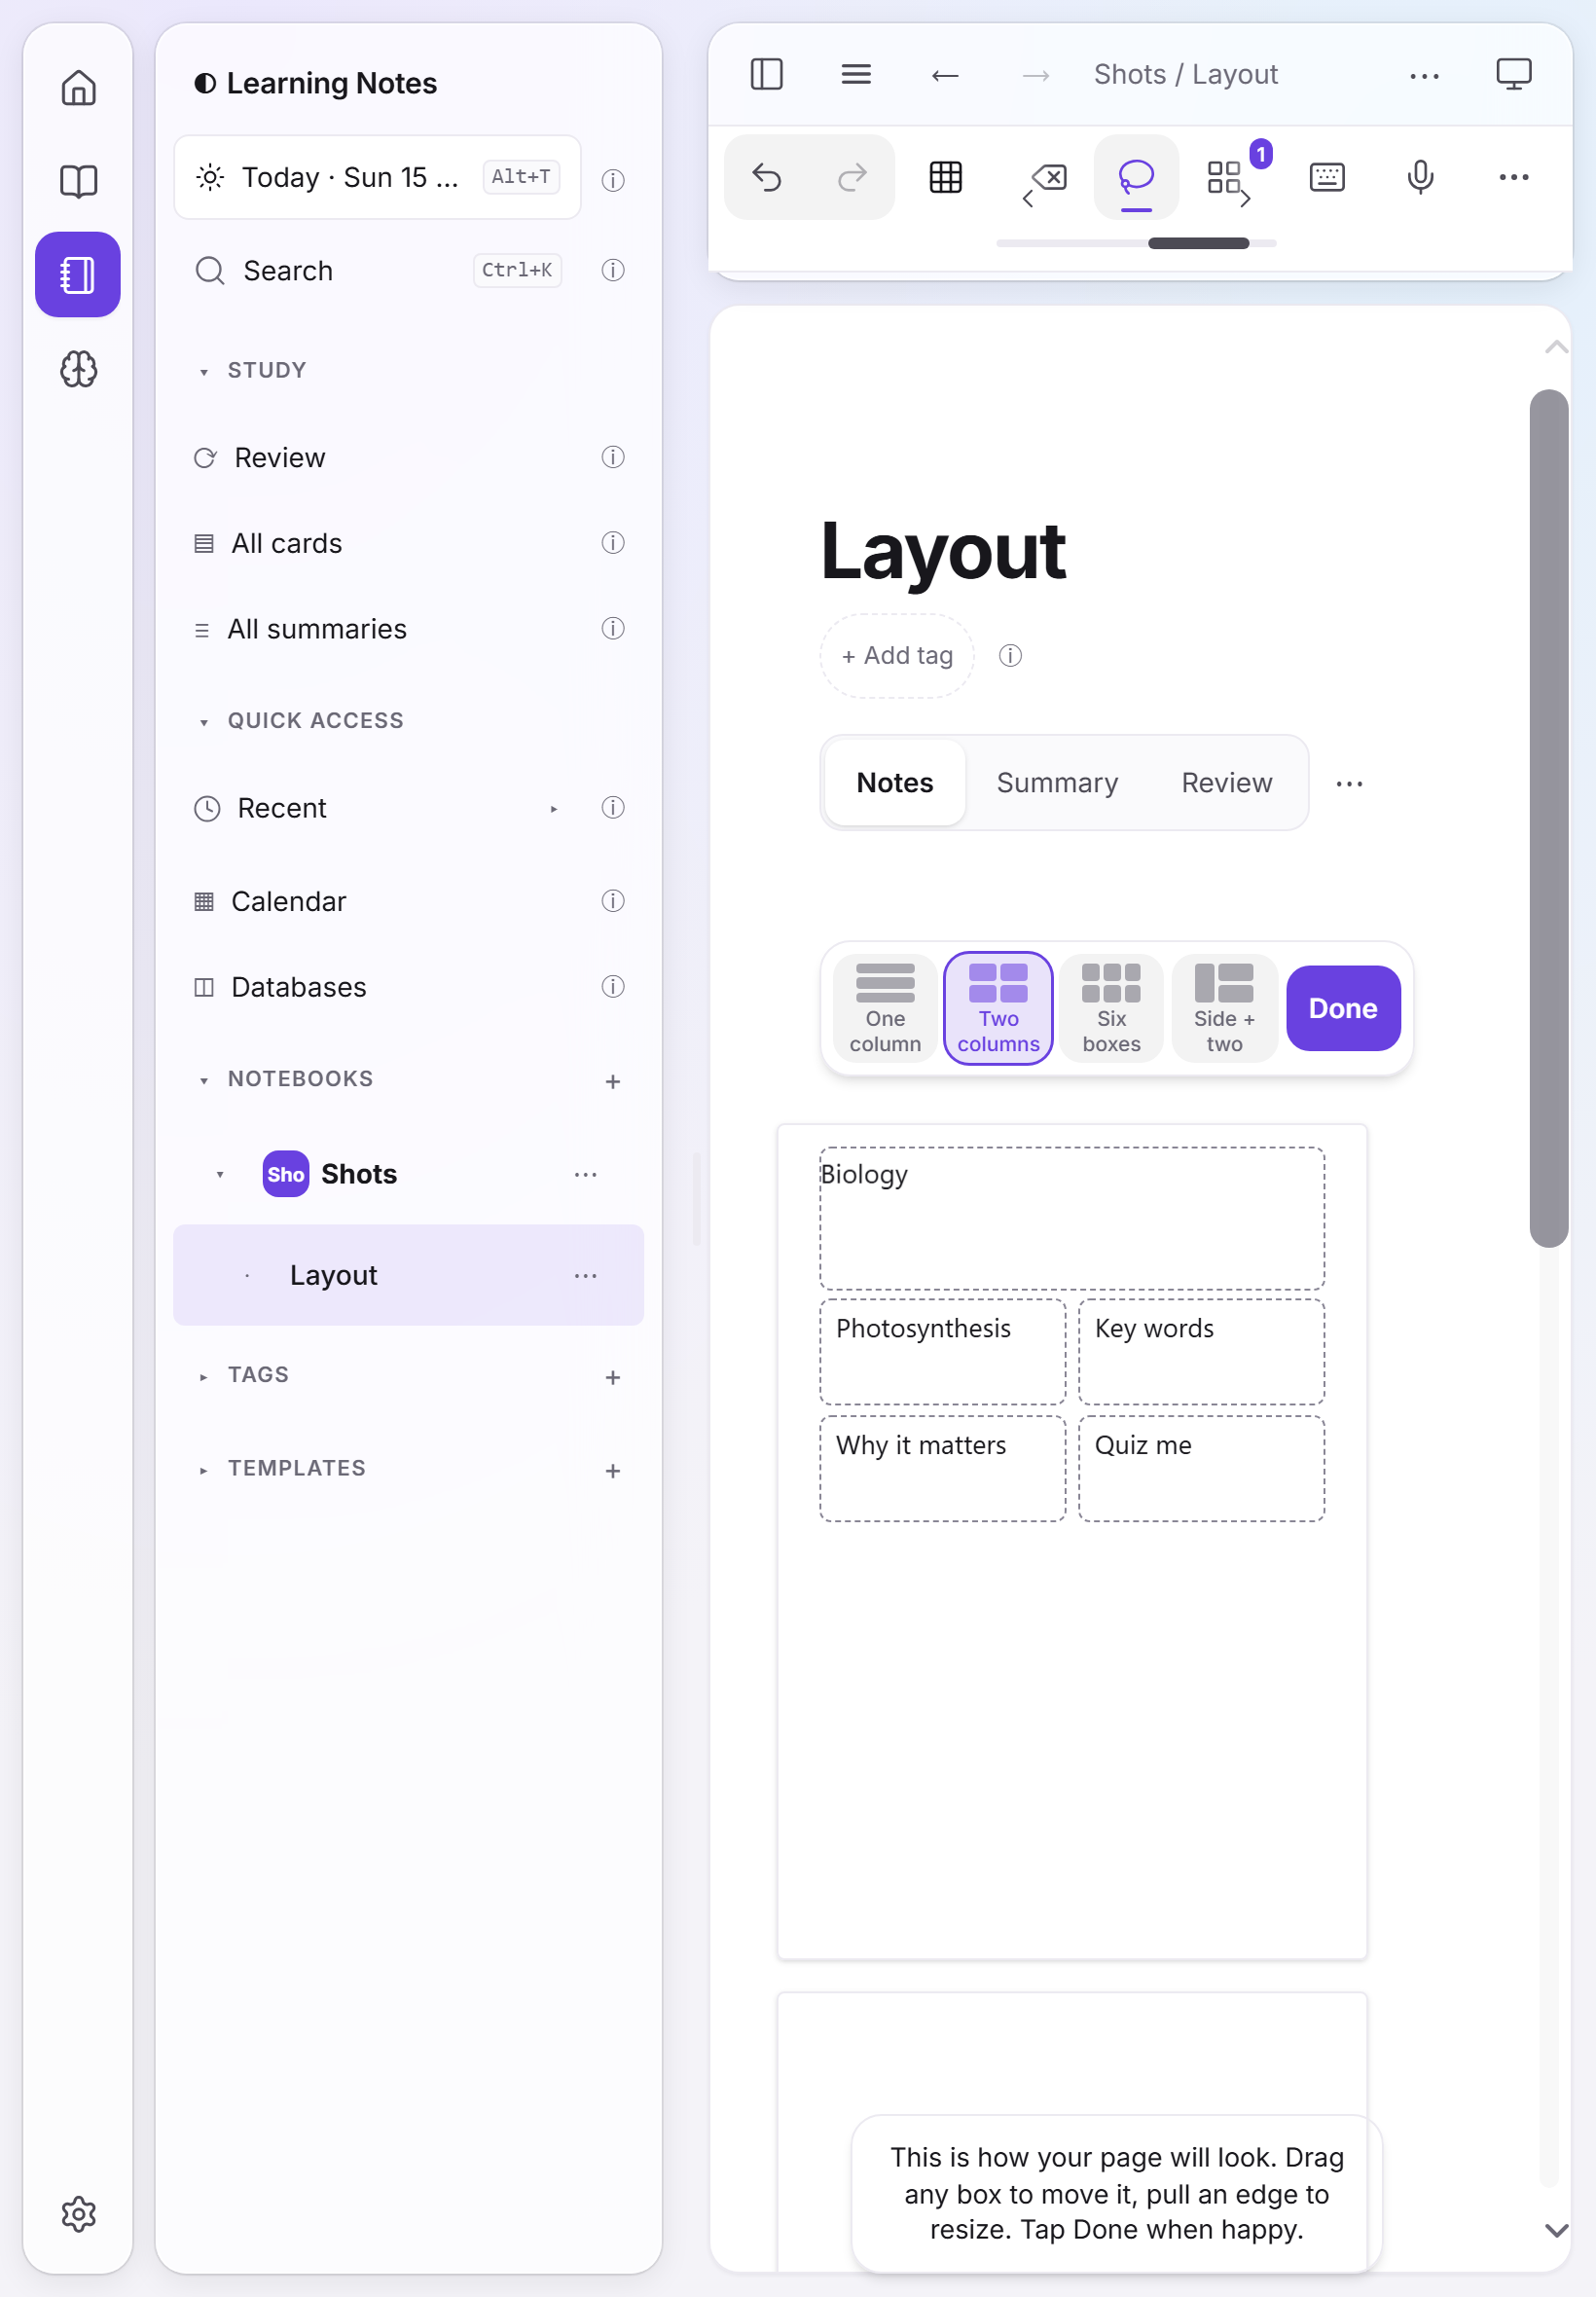 Learning Notes
Today · Sun 15 ... Alt+T
Search Ctrl+K
STUDY
Review
All cards
All summaries
QUICK ACCESS
Recent
Calendar
Databases
NOTEBOOKS
Sho Shots
Layout
TAGS
TEMPLATES
Shots / Layout
1
Layout
+ Add tag
Notes Summary Review
One column
Two columns
Six boxes
Side + two
Done
Biology
Photosynthesis Key words
Why it matters Quiz me
This is how your page will look. Drag
any box to move it, pull an edge to
resize. Tap Done when happy.